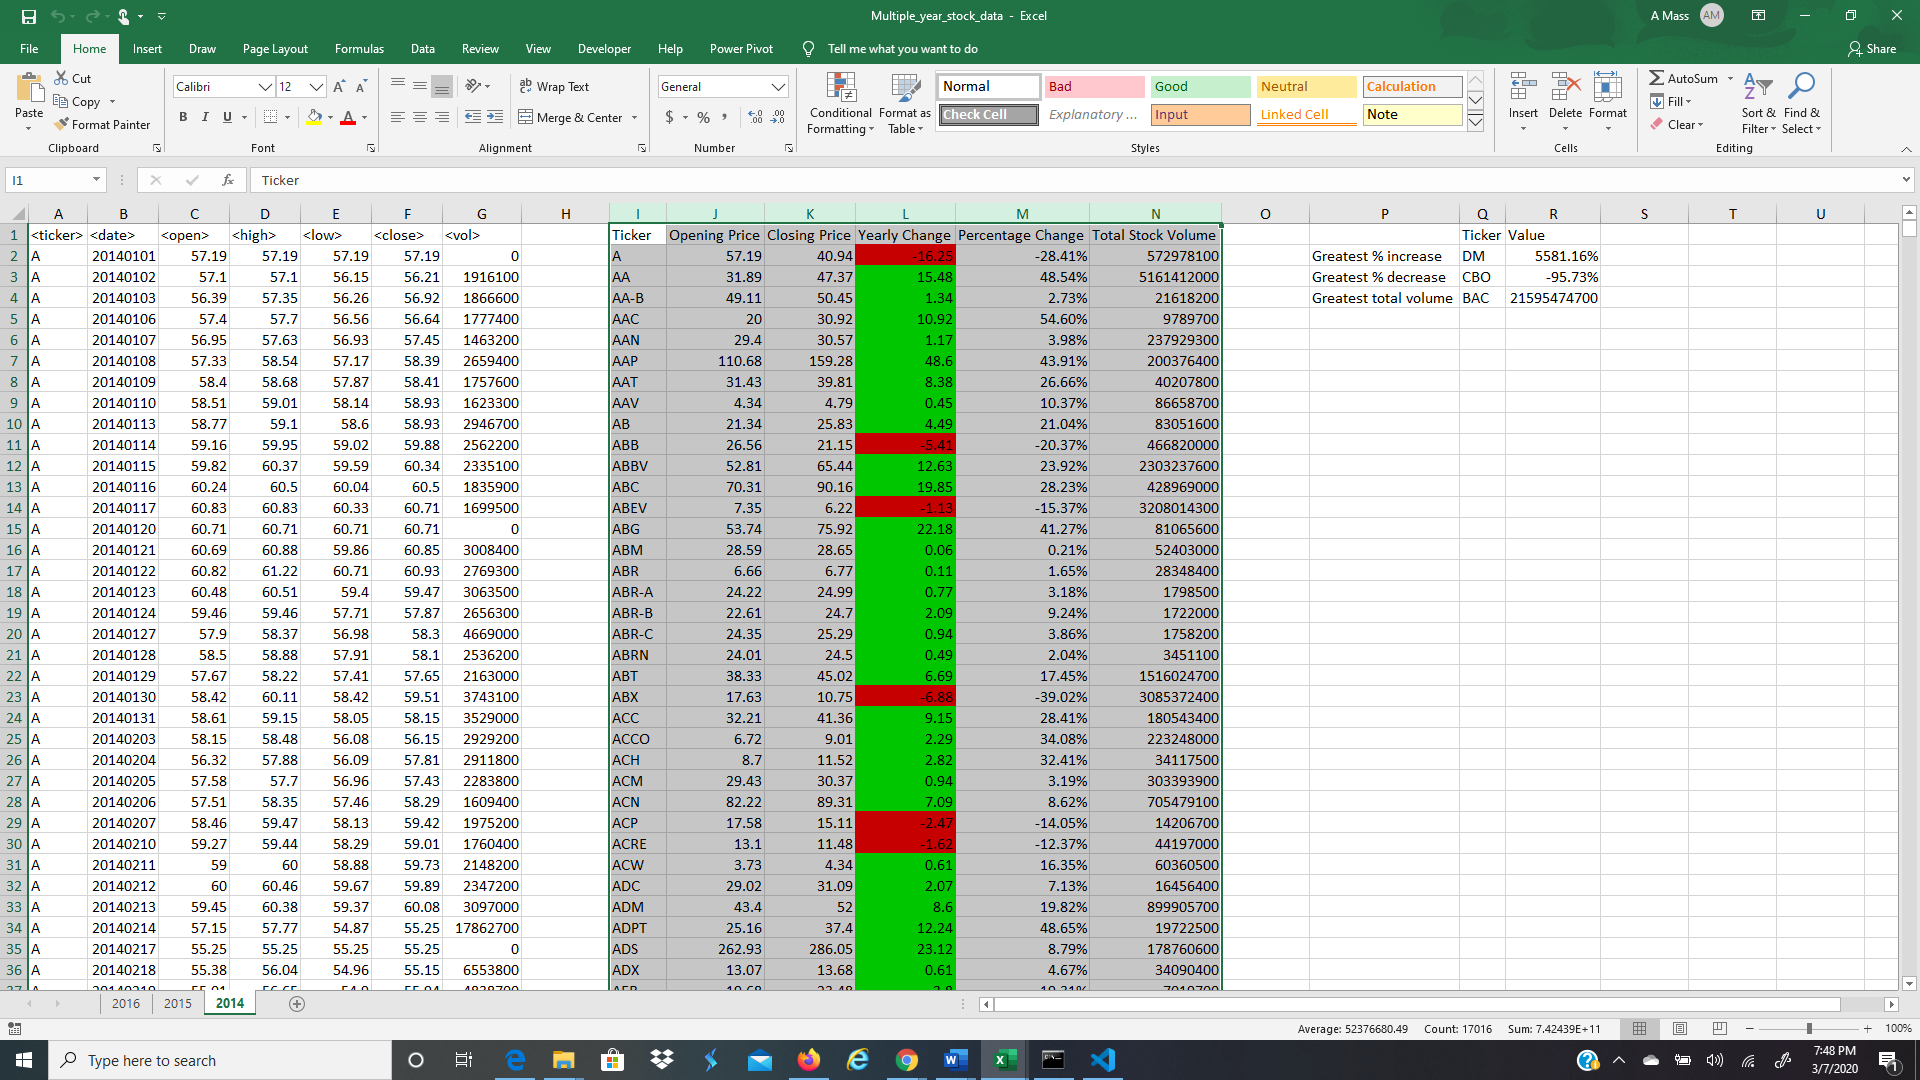 Multiple_year_stock_data - Excel
A Mass AM
File Home Insert Draw Page Layout Formulas Data Review View Developer Help Power Pivot Tell me what you want to do Share
Paste Cut Copy Format Painter Clipboard
Calibri 12 A A B I U A Font
Wrap Text Merge & Center Alignment
General $ % , Number
Conditional Formatting Format as Table
Normal Bad Good Neutral Calculation
Check Cell Explanatory ... Input Linked Cell Note
Styles
Insert Delete Format Cells
AutoSum Fill Clear Sort & Filter Find & Select Editing
I1 fx Ticker
A B C D E F G H I J K L M N O P Q R S T U
1 <ticker> <date> <open> <high> <low> <close> <vol> Ticker Opening Price Closing Price Yearly Change Percentage Change Total Stock Volume Ticker Value
2 A 20140101 57.19 57.19 57.19 57.19 0 A 57.19 40.94 -16.25 -28.41% 572978100 Greatest % increase DM 5581.16%
3 A 20140102 57.1 57.1 56.15 56.21 1916100 AA 31.89 47.37 15.48 48.54% 5161412000 Greatest % decrease CBO -95.73%
4 A 20140103 56.39 57.35 56.26 56.92 1866600 AA-B 49.11 50.45 1.34 2.73% 21618200 Greatest total volume BAC 21595474700
5 A 20140106 57.4 57.7 56.56 56.64 1777400 AAC 20 30.92 10.92 54.60% 9789700
6 A 20140107 56.95 57.63 56.93 57.45 1463200 AAN 29.4 30.57 1.17 3.98% 237929300
7 A 20140108 57.33 58.54 57.17 58.39 2659400 AAP 110.68 159.28 48.6 43.91% 200376400
8 A 20140109 58.4 58.68 57.87 58.41 1757600 AAT 31.43 39.81 8.38 26.66% 40207800
9 A 20140110 58.51 59.01 58.14 58.93 1623300 AAV 4.34 4.79 0.45 10.37% 86658700
10 A 20140113 58.77 59.1 58.6 58.93 2946700 AB 21.34 25.83 4.49 21.04% 83051600
11 A 20140114 59.16 59.95 59.02 59.88 2562200 ABB 26.56 21.15 -5.41 -20.37% 466820000
12 A 20140115 59.82 60.37 59.59 60.34 2335100 ABBV 52.81 65.44 12.63 23.92% 2303237600
13 A 20140116 60.24 60.5 60.04 60.5 1835900 ABC 70.31 90.16 19.85 28.23% 428969000
14 A 20140117 60.83 60.83 60.33 60.71 1699500 ABEV 7.35 6.22 -1.13 -15.37% 3208014300
15 A 20140120 60.71 60.71 60.71 60.71 0 ABG 53.74 75.92 22.18 41.27% 81065600
16 A 20140121 60.69 60.88 59.86 60.85 3008400 ABM 28.59 28.65 0.06 0.21% 52403000
17 A 20140122 60.82 61.22 60.71 60.93 2769300 ABR 6.66 6.77 0.11 1.65% 28348400
18 A 20140123 60.48 60.51 59.4 59.47 3063500 ABR-A 24.22 24.99 0.77 3.18% 1798500
19 A 20140124 59.46 59.46 57.71 57.87 2656300 ABR-B 22.61 24.7 2.09 9.24% 1722000
20 A 20140127 57.9 58.37 56.98 58.3 4669000 ABR-C 24.35 25.29 0.94 3.86% 1758200
21 A 20140128 58.5 58.88 57.91 58.1 2536200 ABRN 24.01 24.5 0.49 2.04% 3451100
22 A 20140129 57.67 58.22 57.41 57.65 2163000 ABT 38.33 45.02 6.69 17.45% 1516024700
23 A 20140130 58.42 60.11 58.42 59.51 3743100 ABX 17.63 10.75 -6.88 -39.02% 3085372400
24 A 20140131 58.61 59.15 58.05 58.15 3529000 ACC 32.21 41.36 9.15 28.41% 180543400
25 A 20140203 58.15 58.48 56.08 56.15 2929200 ACCO 6.72 9.01 2.29 34.08% 223248000
26 A 20140204 56.32 57.88 56.09 57.81 2911800 ACH 8.7 11.52 2.82 32.41% 34117500
27 A 20140205 57.58 57.7 56.96 57.43 2283800 ACM 29.43 30.37 0.94 3.19% 303393900
28 A 20140206 57.51 58.35 57.46 58.29 1609400 ACN 82.22 89.31 7.09 8.62% 705479100
29 A 20140207 58.46 59.47 58.13 59.42 1975200 ACP 17.58 15.11 -2.47 -14.05% 14206700
30 A 20140210 59.27 59.44 58.29 59.01 1760400 ACRE 13.1 11.48 -1.62 -12.37% 44197000
31 A 20140211 59 60 58.88 59.73 2148200 ACW 3.73 4.34 0.61 16.35% 60360500
32 A 20140212 60 60.46 59.67 59.89 2347200 ADC 29.02 31.09 2.07 7.13% 16456400
33 A 20140213 59.45 60.38 59.37 60.08 3097000 ADM 43.4 52 8.6 19.82% 899905700
34 A 20140214 57.15 57.77 54.87 55.25 17862700 ADPT 25.16 37.4 12.24 48.65% 19722500
35 A 20140217 55.25 55.25 55.25 55.25 0 ADS 262.93 286.05 23.12 8.79% 178760600
36 A 20140218 55.38 56.04 54.96 55.15 6553800 ADX 13.07 13.68 0.61 4.67% 34090400
2016 2015 2014
Average: 52376680.49 Count: 17016 Sum: 7.42439E+11 100%
Type here to search
7:48 PM
3/7/2020
1